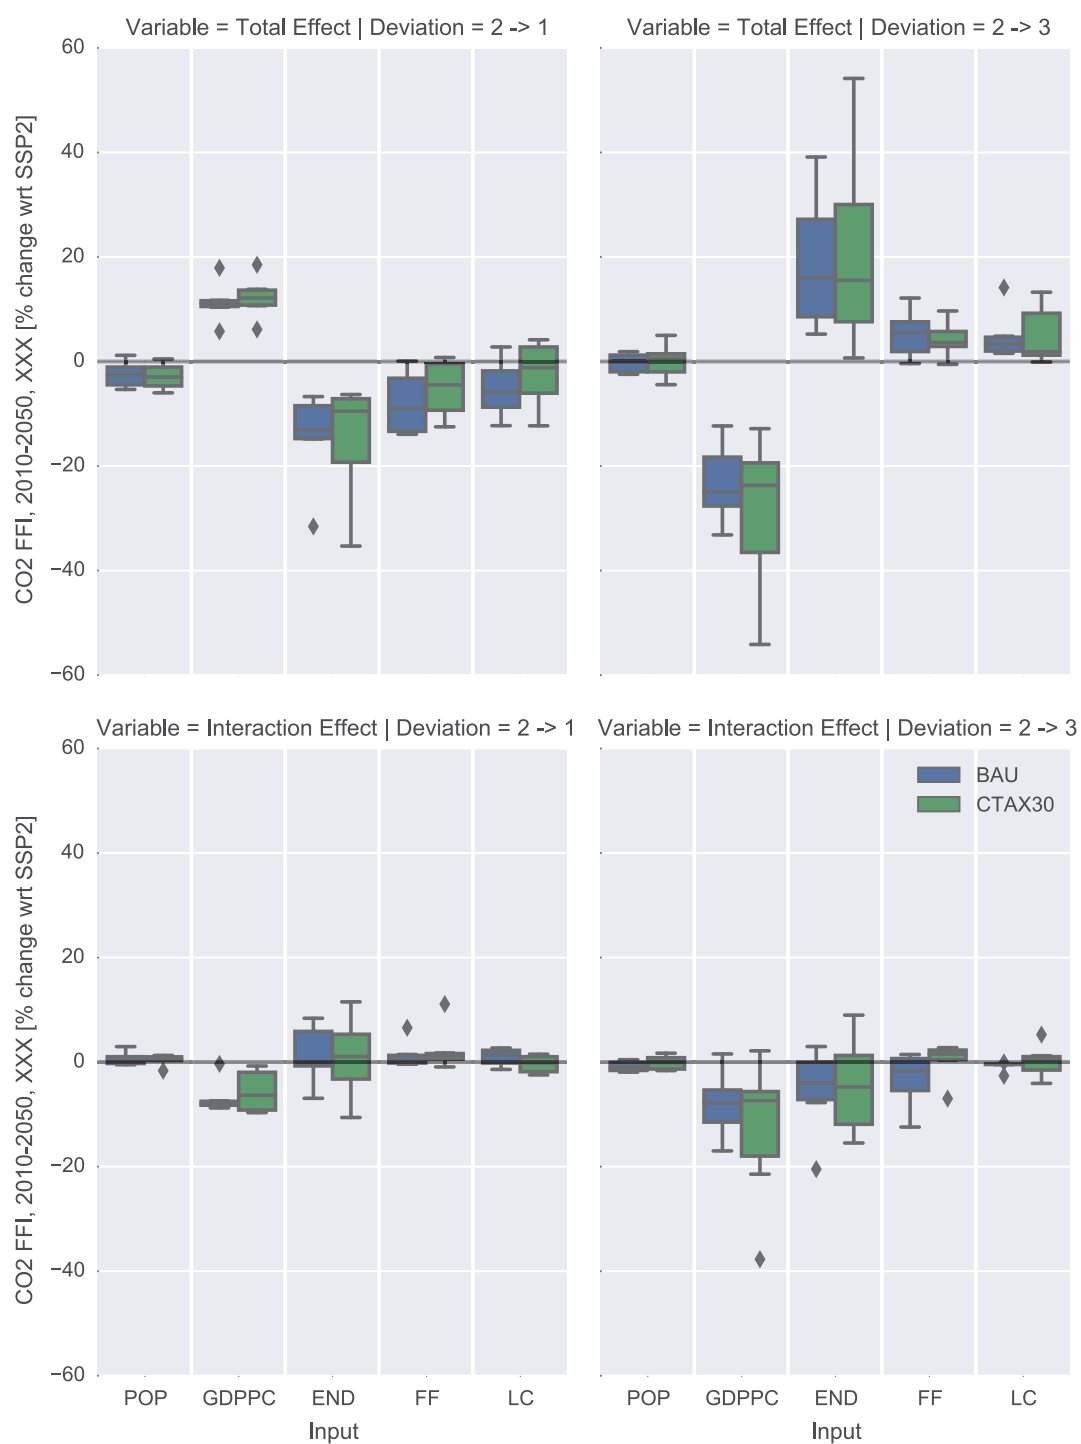 Variable = Total Effect | Deviation = 2 -> 1
Variable = Total Effect | Deviation = 2 -> 3
CO2 FFI, 2010-2050, XXX [% change wrt SSP2]
60
40
20
0
−20
−40
−60
Variable = Interaction Effect | Deviation = 2 -> 1
Variable = Interaction Effect | Deviation = 2 -> 3
CO2 FFI, 2010-2050, XXX [% change wrt SSP2]
60
40
20
0
−20
−40
−60
BAU
CTAX30
POP GDPPC END FF LC
POP GDPPC END FF LC
Input
Input